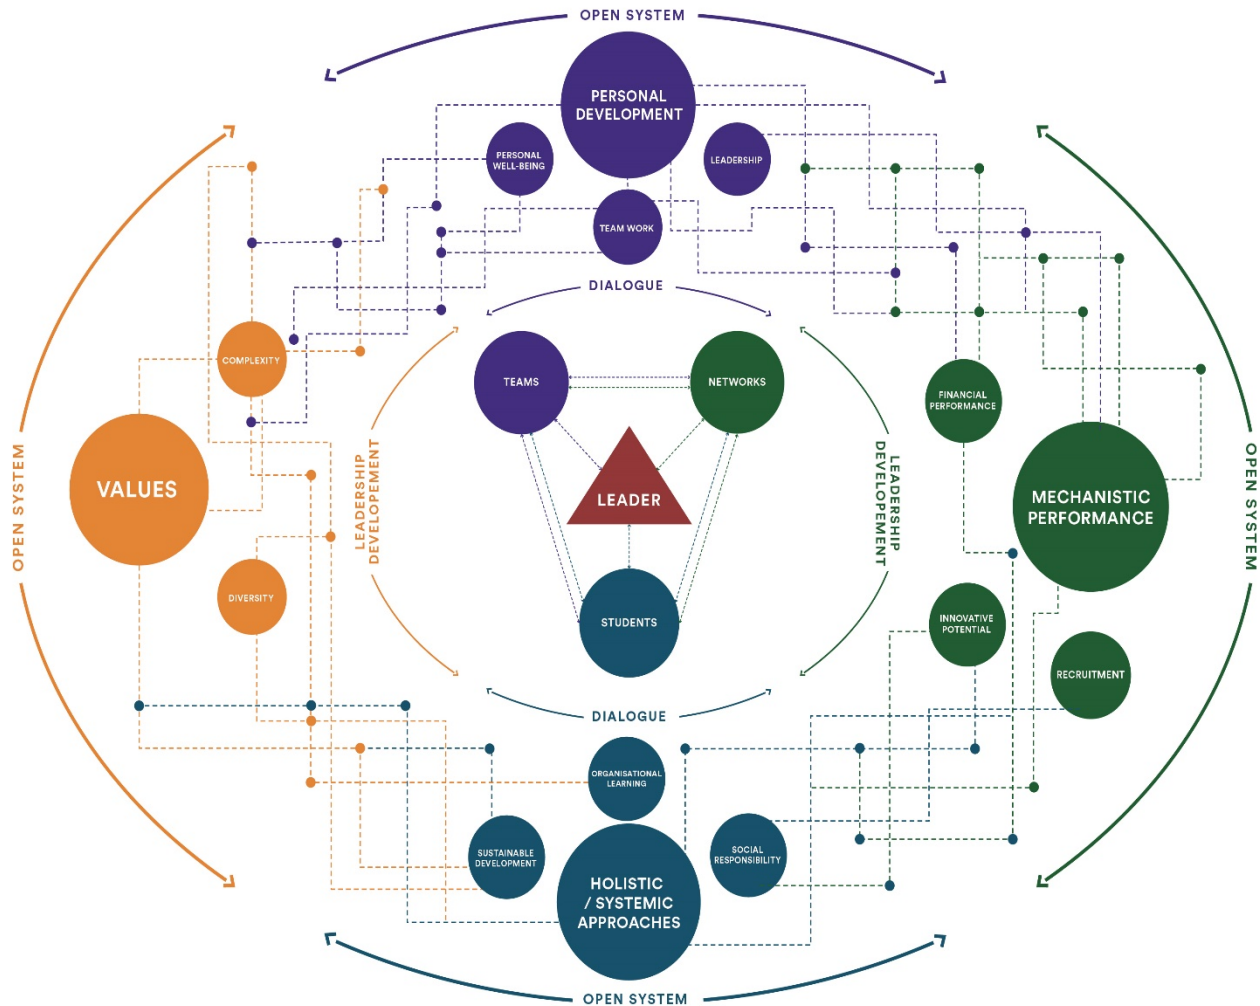 OPEN SYSTEM
PERSONAL
DEVELOPMENT
PERSONAL
WELL-BEING
LEADERSHIP
TEAM WORK
DIALOGUE
COMPLEXITY
TEAMS
NETWORKS
FINANCIAL
PERFORMANCE
OPEN SYSTEM
VALUES
LEADERSHIP
DEVELOPEMENT
LEADER
LEADERSHIP
DEVELOPEMENT
MECHANISTIC
PERFORMANCE
OPEN SYSTEM
DIVERSITY
STUDENTS
INNOVATIVE
POTENTIAL
RECRUITMENT
DIALOGUE
ORGANISATIONAL
LEARNING
SUSTAINABLE
DEVELOPMENT
SOCIAL
RESPONSIBILITY
HOLISTIC
/ SYSTEMIC
APPROACHES
OPEN SYSTEM